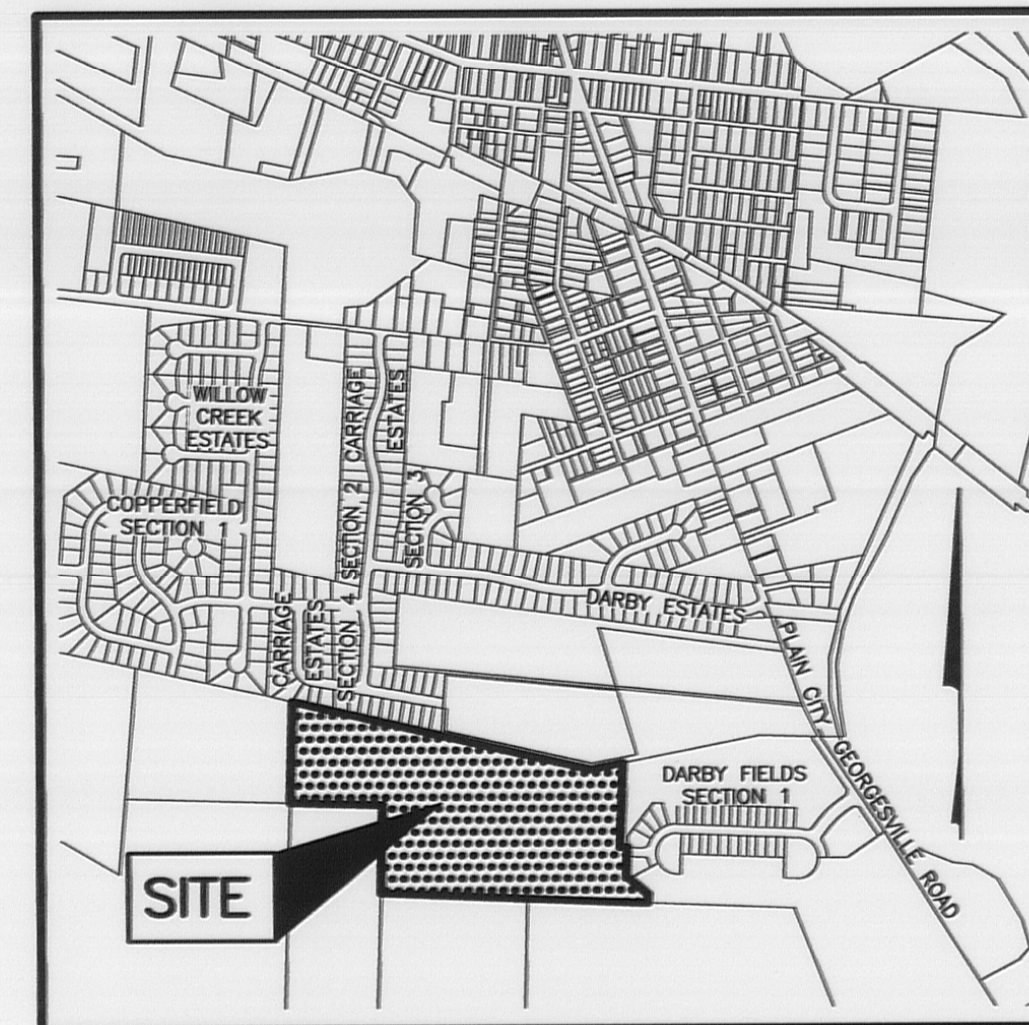 WILLOW
CREEK
ESTATES
COPPERFIELD
SECTION 1
CARRIAGE
ESTATES
SECTION 4
SECTION 2
CARRIAGE
ESTATES
SECTION 3
DARBY ESTATES
PLAIN CITY - GEORGESVILLE ROAD
DARBY FIELDS
SECTION 1
SITE